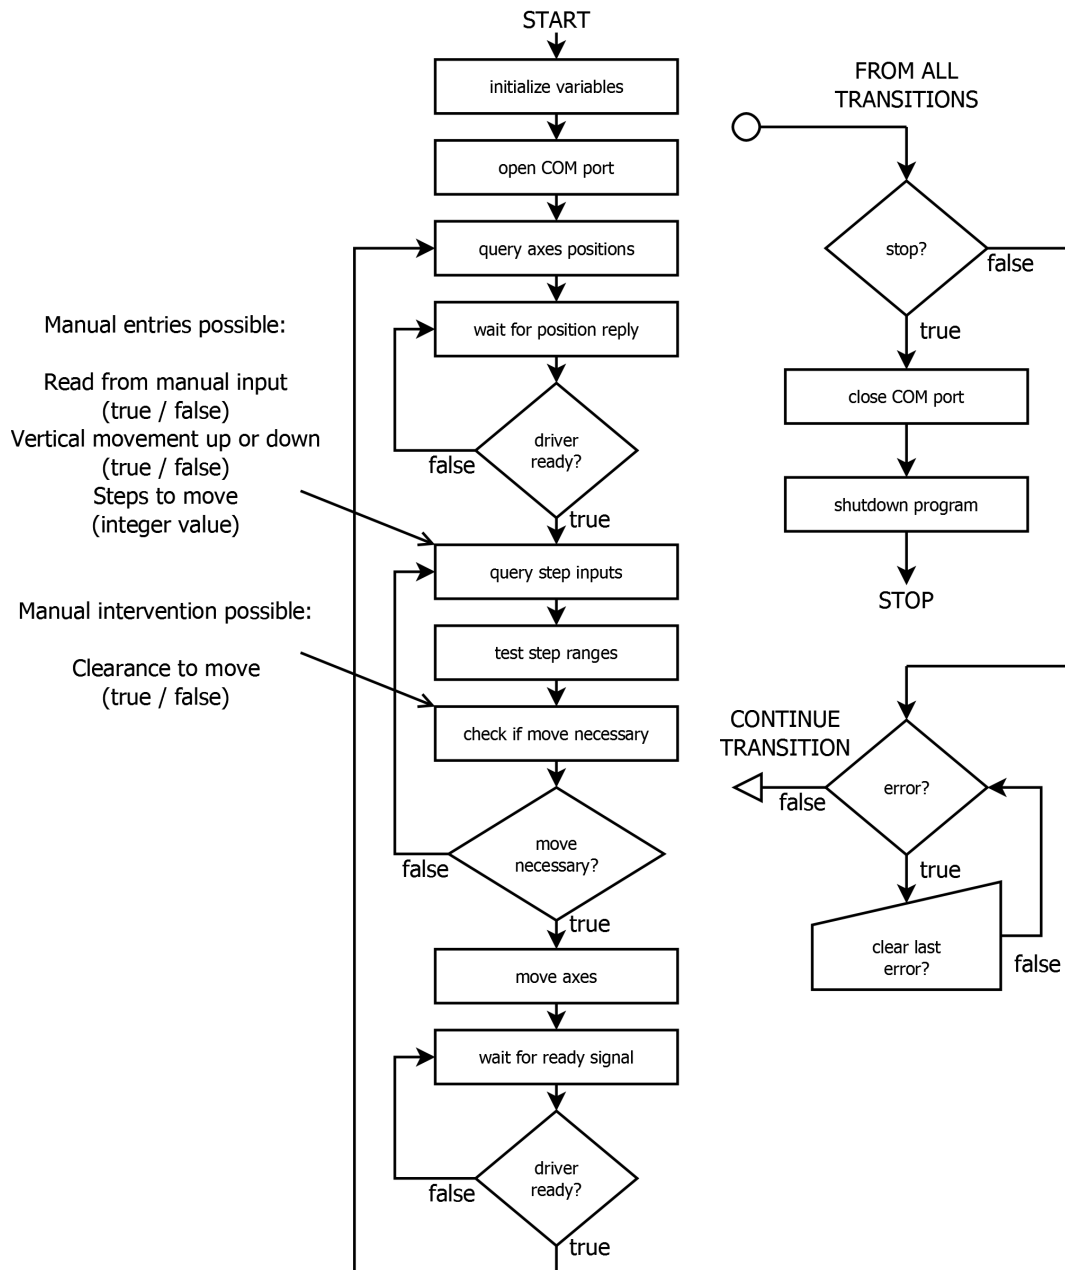 START
initialize variables
open COM port
query axes positions
wait for position reply
driver
ready?
false
true
Manual entries possible:
Read from manual input
(true / false)
Vertical movement up or down
(true / false)
Steps to move
(integer value)
query step inputs
test step ranges
Manual intervention possible:
Clearance to move
(true / false)
check if move necessary
move
necessary?
false
true
move axes
wait for ready signal
driver
ready?
false
true
FROM ALL
TRANSITIONS
stop?
false
true
close COM port
shutdown program
STOP
CONTINUE
TRANSITION
error?
false
true
clear last
error?
false